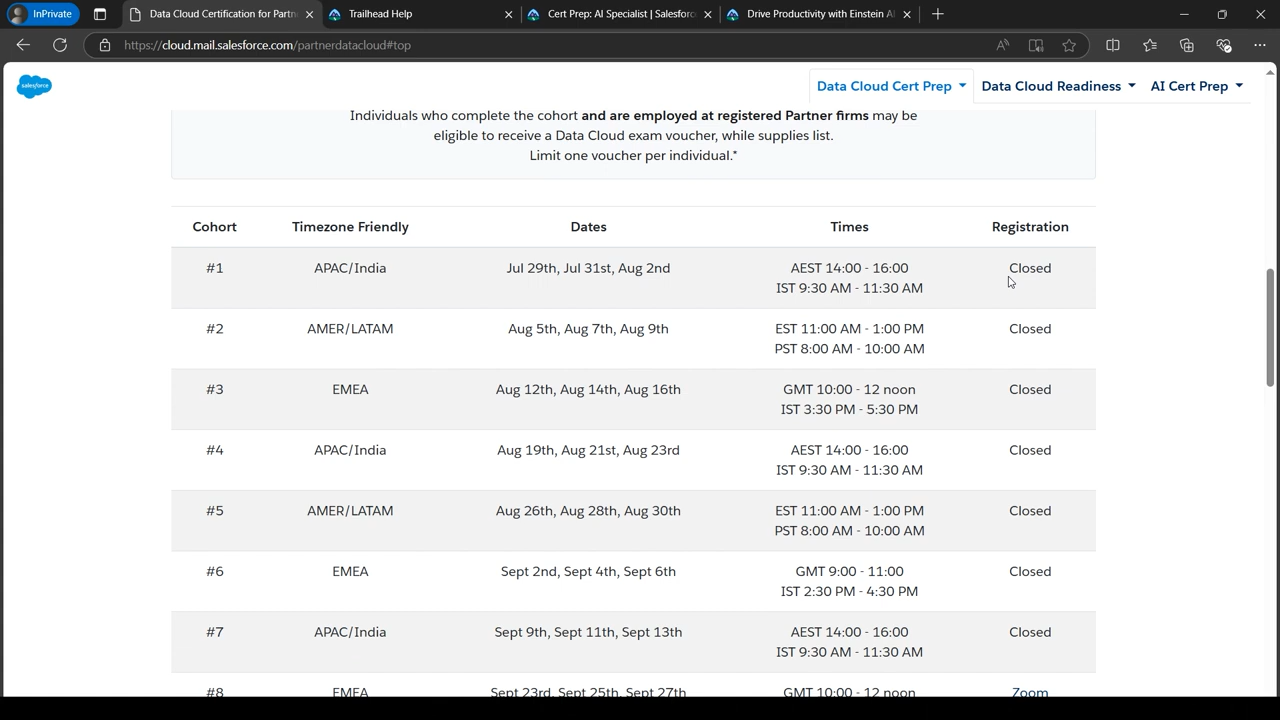 InPrivate
Data Cloud Certification for Partn
Trailhead Help
Cert Prep: AI Specialist | Salesforc
Drive Productivity with Einstein AI
https://cloud.mail.salesforce.com/partnerdatacloud#top
salesforce
Data Cloud Cert Prep
Data Cloud Readiness
AI Cert Prep
Individuals who complete the cohort and are employed at registered Partner firms may be
eligible to receive a Data Cloud exam voucher, while supplies list.
Limit one voucher per individual.*
Cohort Timezone Friendly Dates Times Registration
#1 APAC/India Jul 29th, Jul 31st, Aug 2nd AEST 14:00 - 16:00 Closed
IST 9:30 AM - 11:30 AM
#2 AMER/LATAM Aug 5th, Aug 7th, Aug 9th EST 11:00 AM - 1:00 PM Closed
PST 8:00 AM - 10:00 AM
#3 EMEA Aug 12th, Aug 14th, Aug 16th GMT 10:00 - 12 noon Closed
IST 3:30 PM - 5:30 PM
#4 APAC/India Aug 19th, Aug 21st, Aug 23rd AEST 14:00 - 16:00 Closed
IST 9:30 AM - 11:30 AM
#5 AMER/LATAM Aug 26th, Aug 28th, Aug 30th EST 11:00 AM - 1:00 PM Closed
PST 8:00 AM - 10:00 AM
#6 EMEA Sept 2nd, Sept 4th, Sept 6th GMT 9:00 - 11:00 Closed
IST 2:30 PM - 4:30 PM
#7 APAC/India Sept 9th, Sept 11th, Sept 13th AEST 14:00 - 16:00 Closed
IST 9:30 AM - 11:30 AM
#8 EMEA Sept 23rd, Sept 25th, Sept 27th GMT 10:00 - 12 noon Zoom